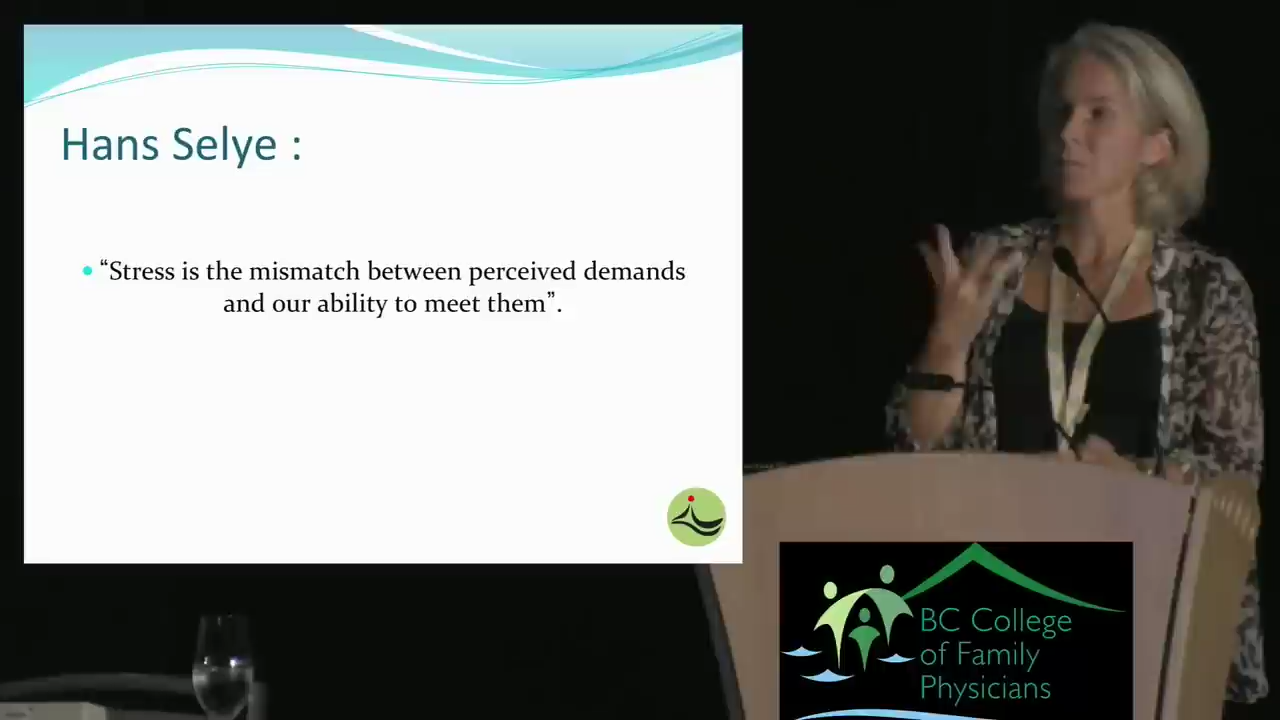 Hans Selye :
• “Stress is the mismatch between perceived demands
and our ability to meet them”.
BC College
of Family
Physicians